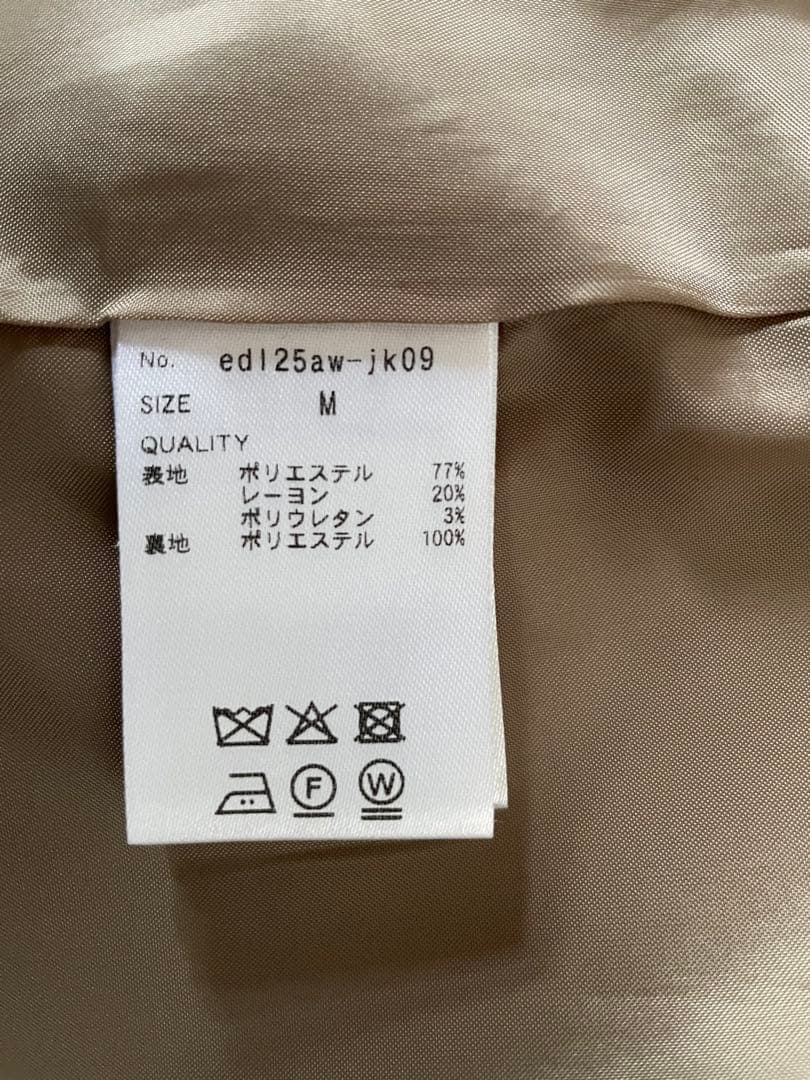 No. edl25aw-jk09
SIZE M
QUALITY
表地 ポリエステル 77%
レーヨン 20%
ポリウレタン 3%
裏地 ポリエステル 100%
F W